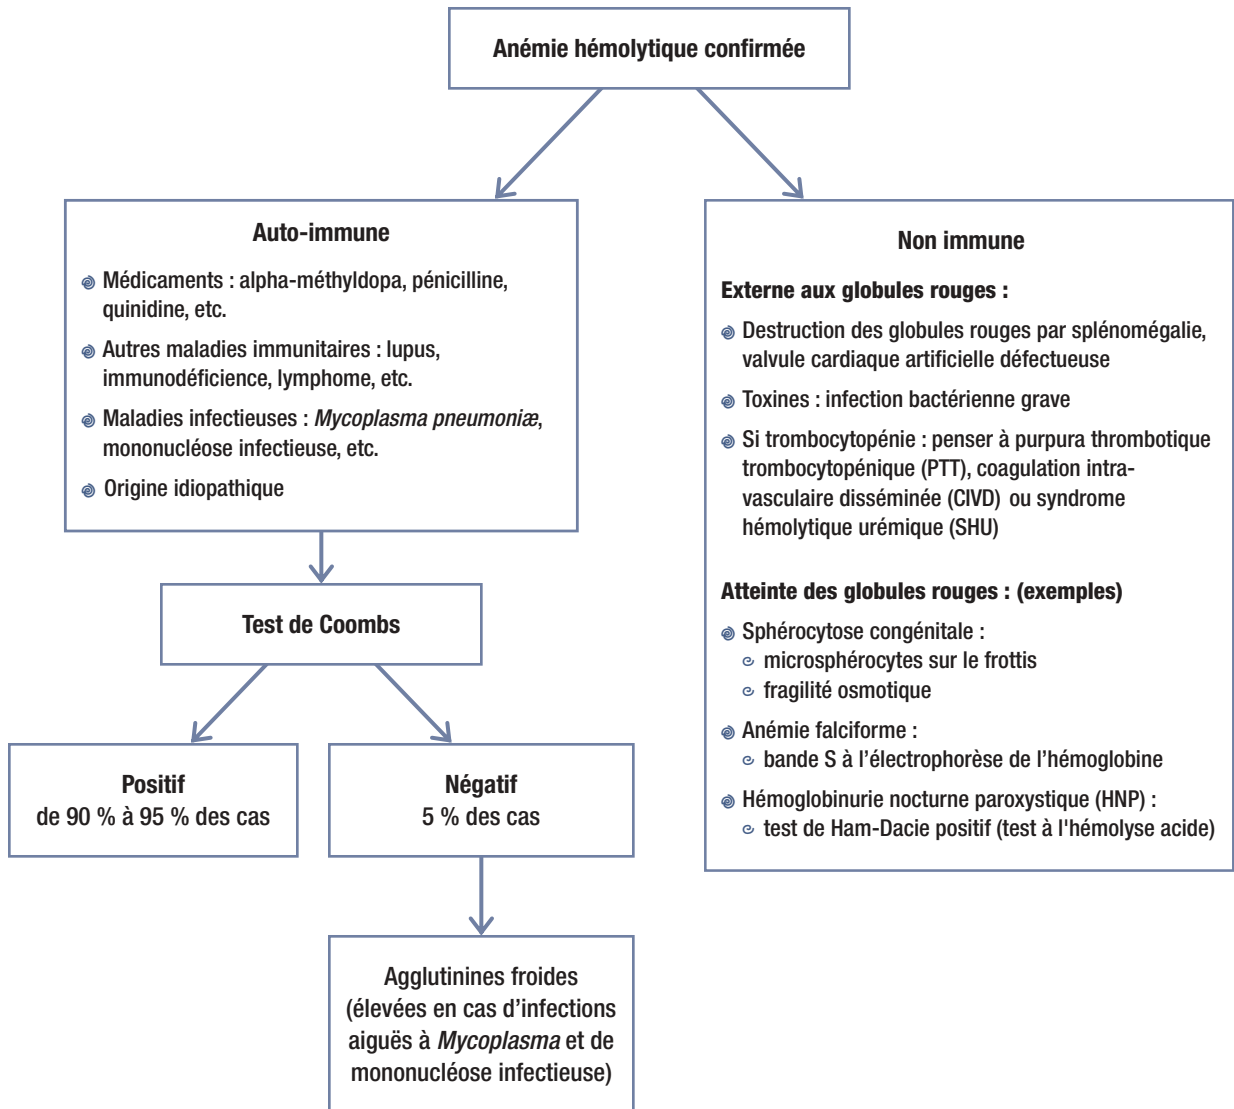 Anémie hémolytique confirmée
Auto-immune
Médicaments : alpha-méthyldopa, pénicilline,
quinidine, etc.
Autres maladies immunitaires : lupus,
immunodéficience, lymphome, etc.
Maladies infectieuses : Mycoplasma pneumoniæ,
mononucléose infectieuse, etc.
Origine idiopathique
Test de Coombs
Positif
de 90 % à 95 % des cas
Négatif
5 % des cas
Agglutinines froides
(élevées en cas d’infections
aiguës à Mycoplasma et de
mononucléose infectieuse)
Non immune
Externe aux globules rouges :
Destruction des globules rouges par splénomégalie,
valvule cardiaque artificielle défectueuse
Toxines : infection bactérienne grave
Si trombocytopénie : penser à purpura thrombotique
trombocytopénique (PTT), coagulation intra-
vasculaire disséminée (CIVD) ou syndrome
hémolytique urémique (SHU)
Atteinte des globules rouges : (exemples)
Sphérocytose congénitale :
microsphérocytes sur le frottis
fragilité osmotique
Anémie falciforme :
bande S à l’électrophorèse de l’hémoglobine
Hémoglobinurie nocturne paroxystique (HNP) :
test de Ham-Dacie positif (test à l'hémolyse acide)